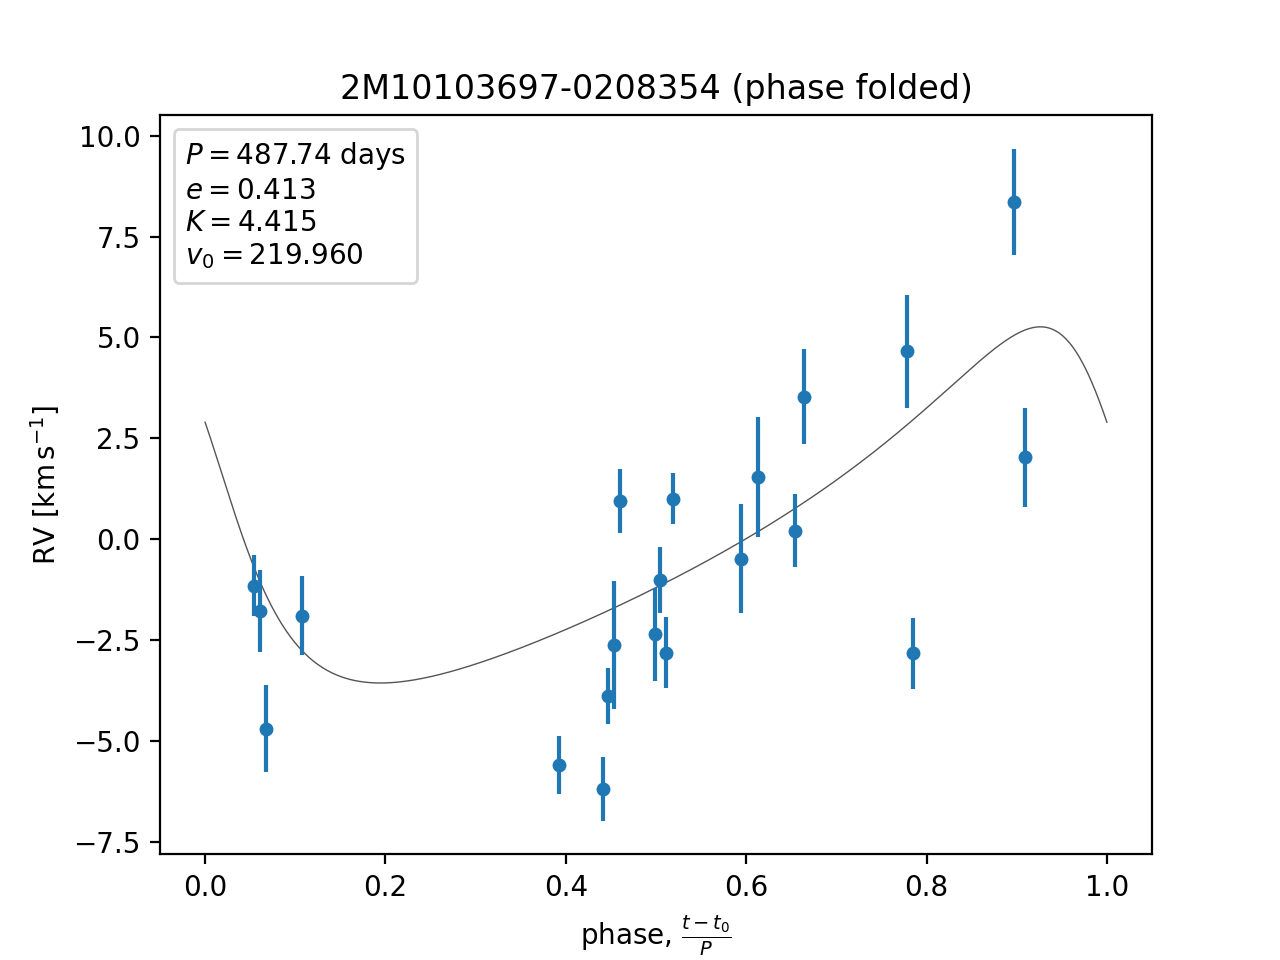 2M10103697-0208354 (phase folded)
P = 487.74 days
e = 0.413
K = 4.415
v₀ = 219.960
10.0
7.5
5.0
2.5
0.0
−2.5
−5.0
−7.5
RV [km s⁻¹]
0.0 0.2 0.4 0.6 0.8 1.0
phase, (t − t₀)/P